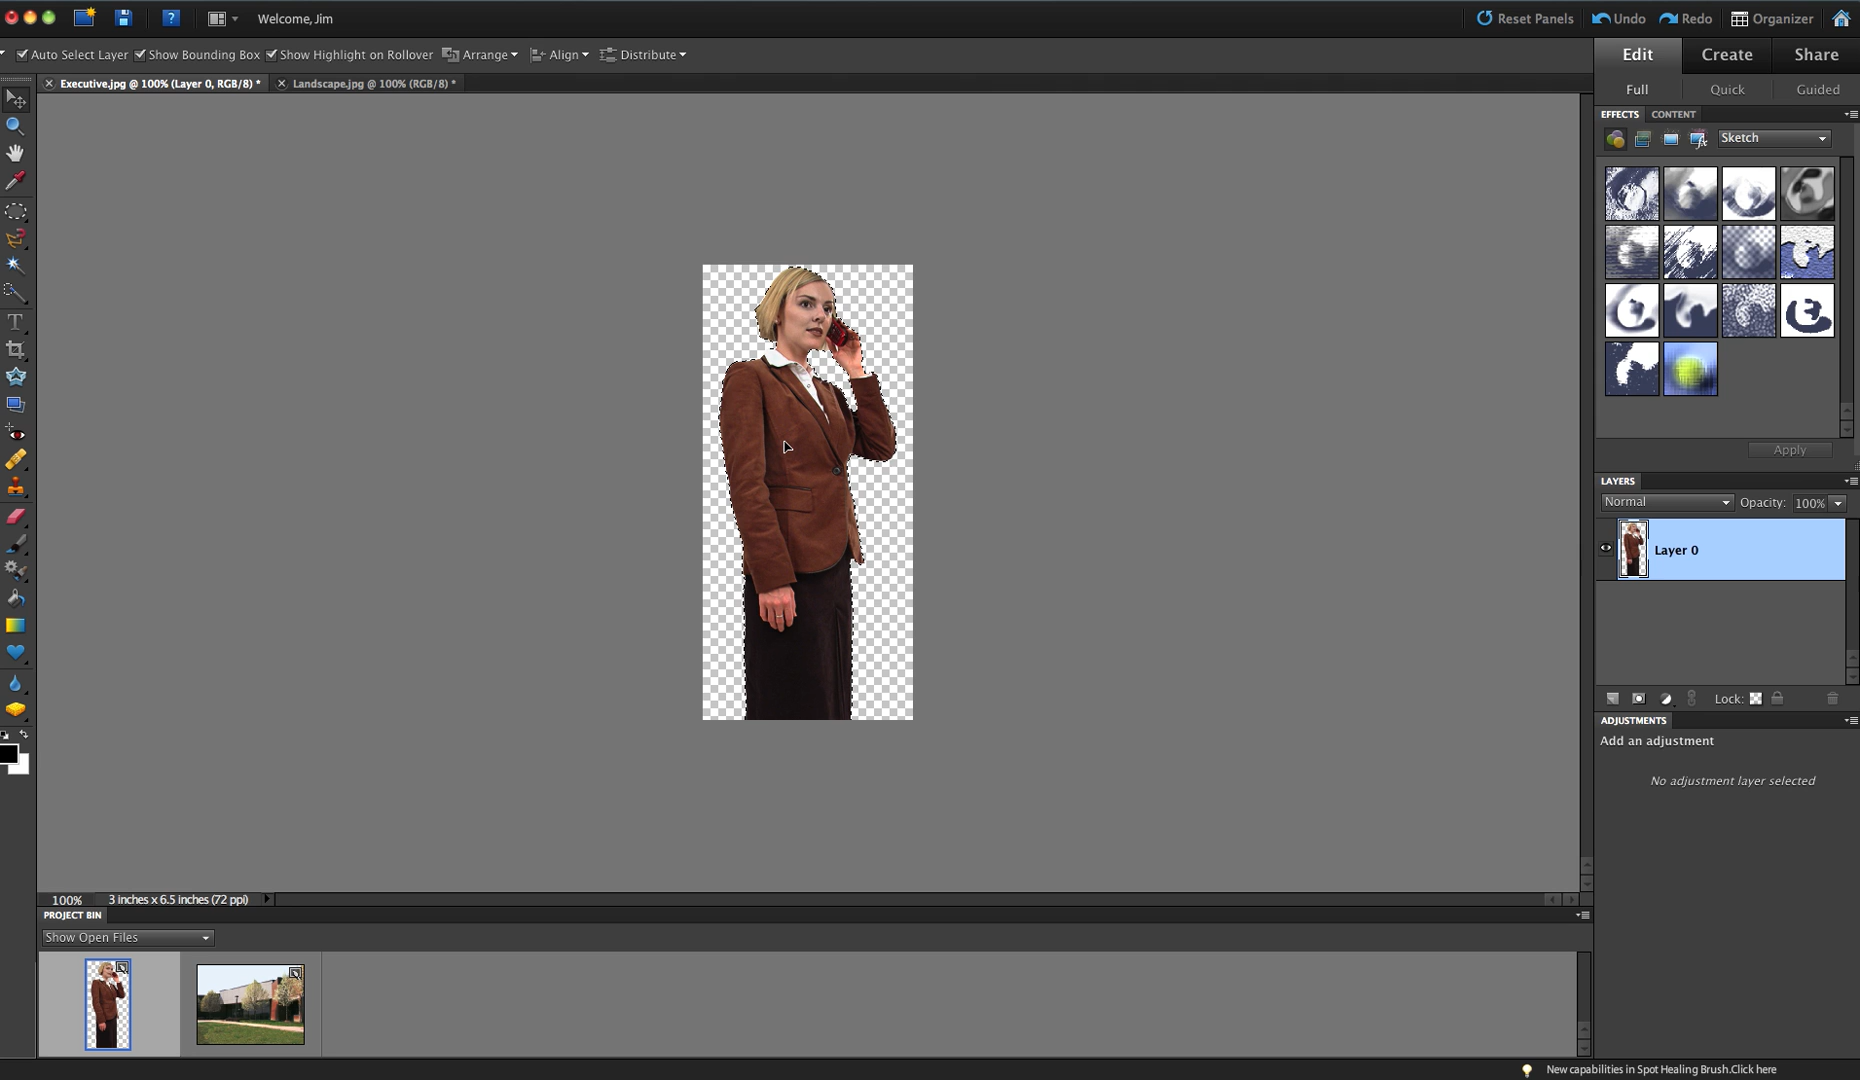 Welcome, Jim
Reset Panels
Undo
Redo
Organizer
Auto Select Layer
Show Bounding Box
Show Highlight on Rollover
Arrange
Align
Distribute
Edit
Create
Share
Executive.jpg @ 100% (Layer 0, RGB/8) *
Landscape.jpg @ 100% (RGB/8) *
Full
Quick
Guided
EFFECTS
CONTENT
Sketch
Apply
LAYERS
Normal
Opacity: 100%
Layer 0
Lock:
ADJUSTMENTS
Add an adjustment
No adjustment layer selected
100%
3 inches x 6.5 inches (72 ppi)
PROJECT BIN
Show Open Files
New capabilities in Spot Healing Brush.Click here